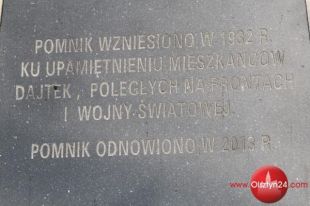 POMNIK WZNIESIONO W 1932 R.
KU UPAMIĘTNIENIU MIESZKAŃCÓW
DAJTEK, POLEGŁYCH NA FRONTACH
I WOJNY ŚWIATOWEJ.
POMNIK ODNOWIONO W 2013 R.
www.Olsztyn24.com